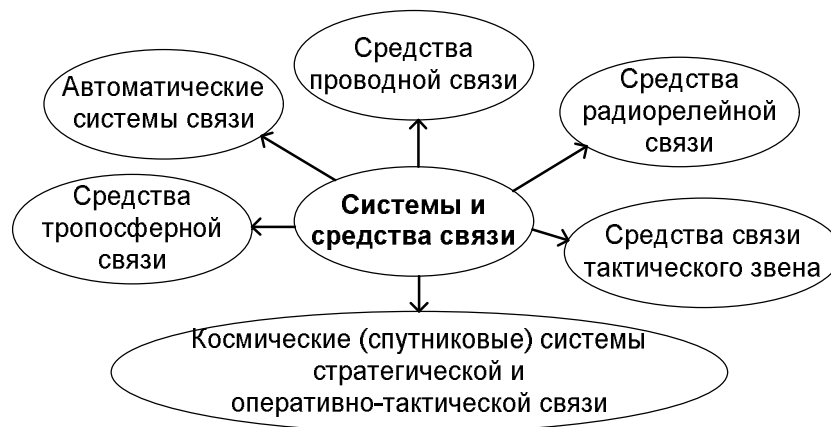 Средства
проводной связи
Автоматические
системы связи
Средства
радиорелейной
связи
Системы и
средства связи
Средства
тропосферной
связи
Средства связи
тактического звена
Космические (спутниковые) системы
стратегической и
оперативно-тактической связи